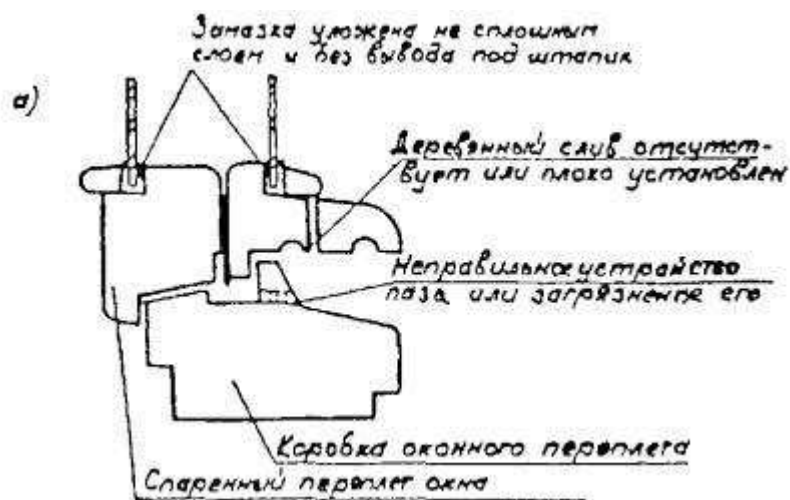 Замазка уложена не сплошным
слоем и без вывода под штапик
а)
Деревянный слив отсутст-
вует или плохо установлен
Неправильное устройство
паза или загрязнение его
Коробка оконного переплета
Спаренный переплет окна